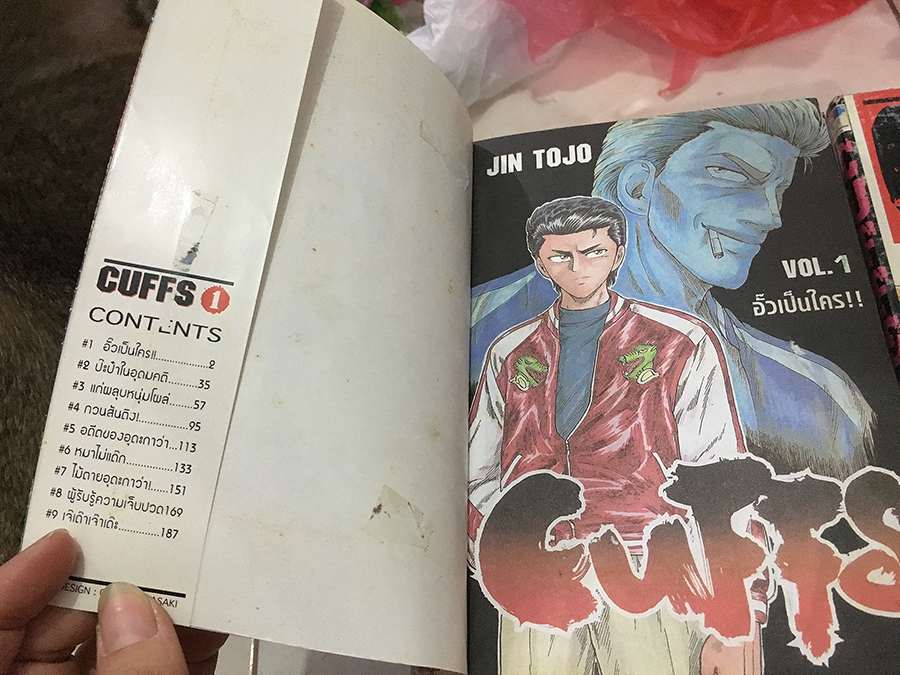 CUFFS 1
CONTENTS
#1 อั๊วเป็นใคร!!...............2
#2 ป๊ะป๋าในอุดมคติ.........35
#3 แก่ผลุบหนุ่มโผล่.......57
#4 กวนส้นติง!...............95
#5 อดีตของอุดะกาว่า...113
#6 หมาไม่แด๊ก..............133
#7 ไม้ตายอุดะกาว่า!......151
#8 ผู้รับรู้ความเจ็บปวด169
#9 เจ๊เด๊าเจ๊าเด๊ะ..............187
DESIGN :
JIN TOJO
VOL.1
อั๊วเป็นใคร!!
CUFFS